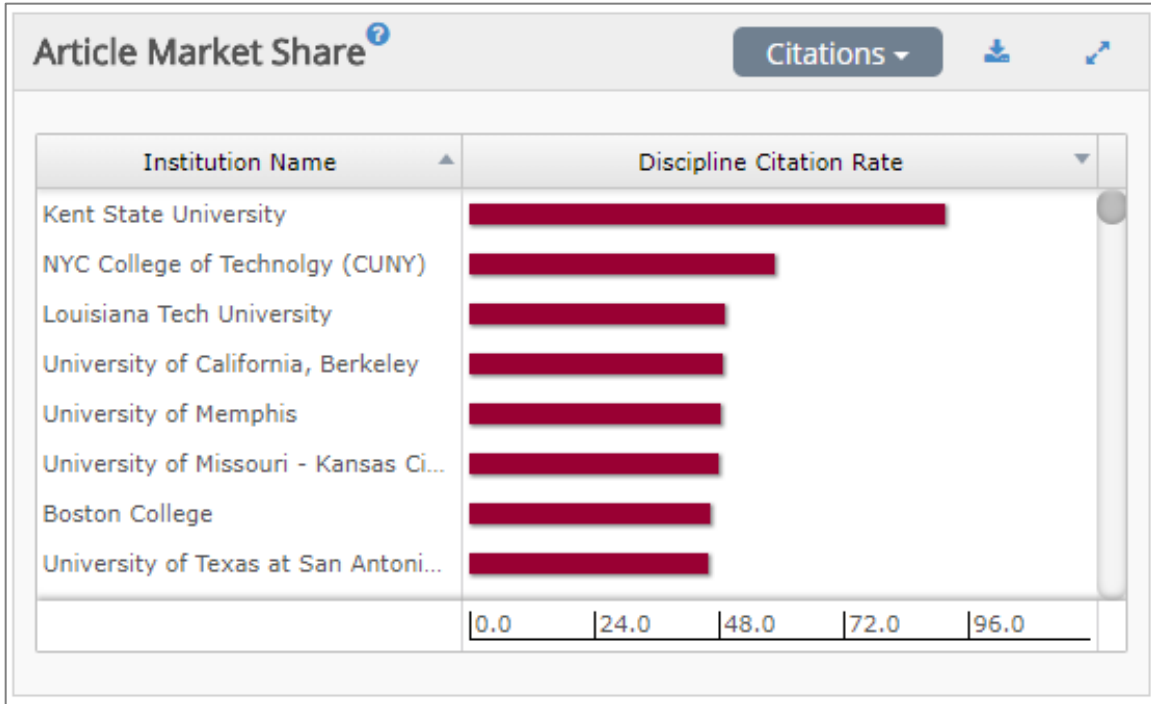 Article Market Share?
Citations
Institution Name
Discipline Citation Rate
Kent State University
NYC College of Technolgy (CUNY)
Louisiana Tech University
University of California, Berkeley
University of Memphis
University of Missouri - Kansas Ci...
Boston College
University of Texas at San Antoni...
0.0 24.0 48.0 72.0 96.0